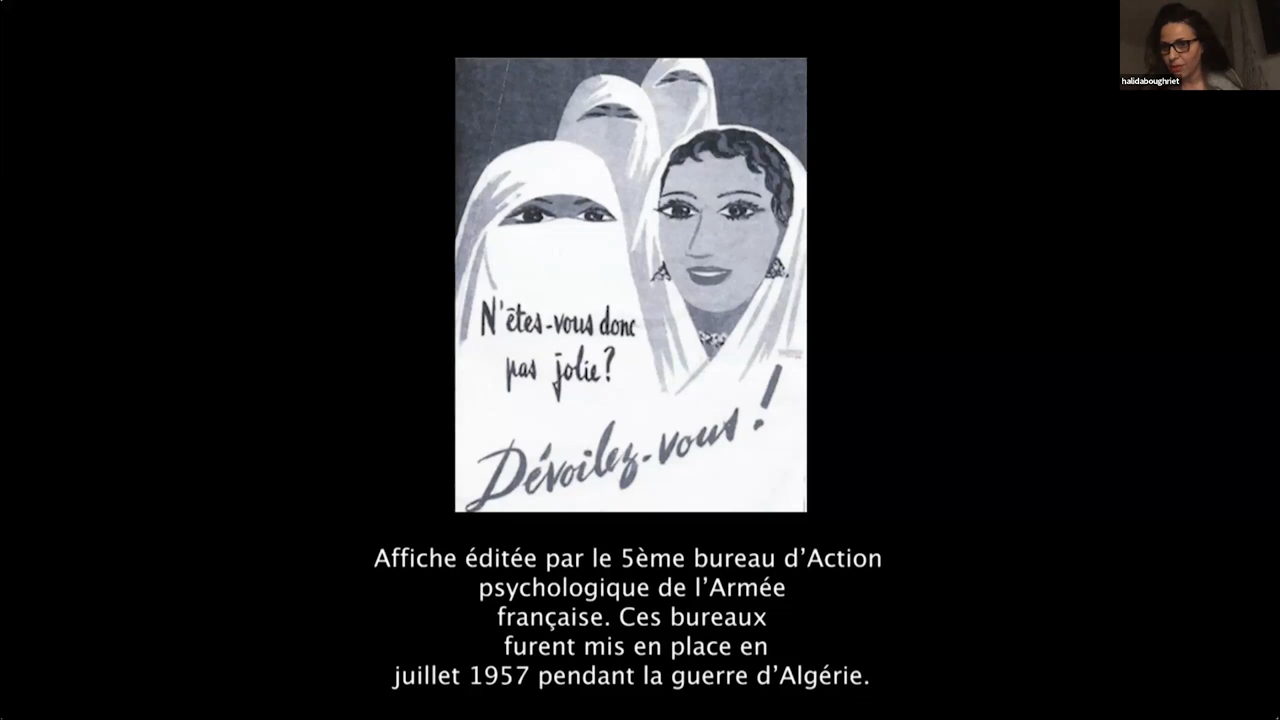 halidaboughriet
N'êtes-vous donc
pas jolie?
Dévoilez-vous!
Affiche éditée par le 5ème bureau d'Action
psychologique de l'Armée
française. Ces bureaux
furent mis en place en
juillet 1957 pendant la guerre d'Algérie.